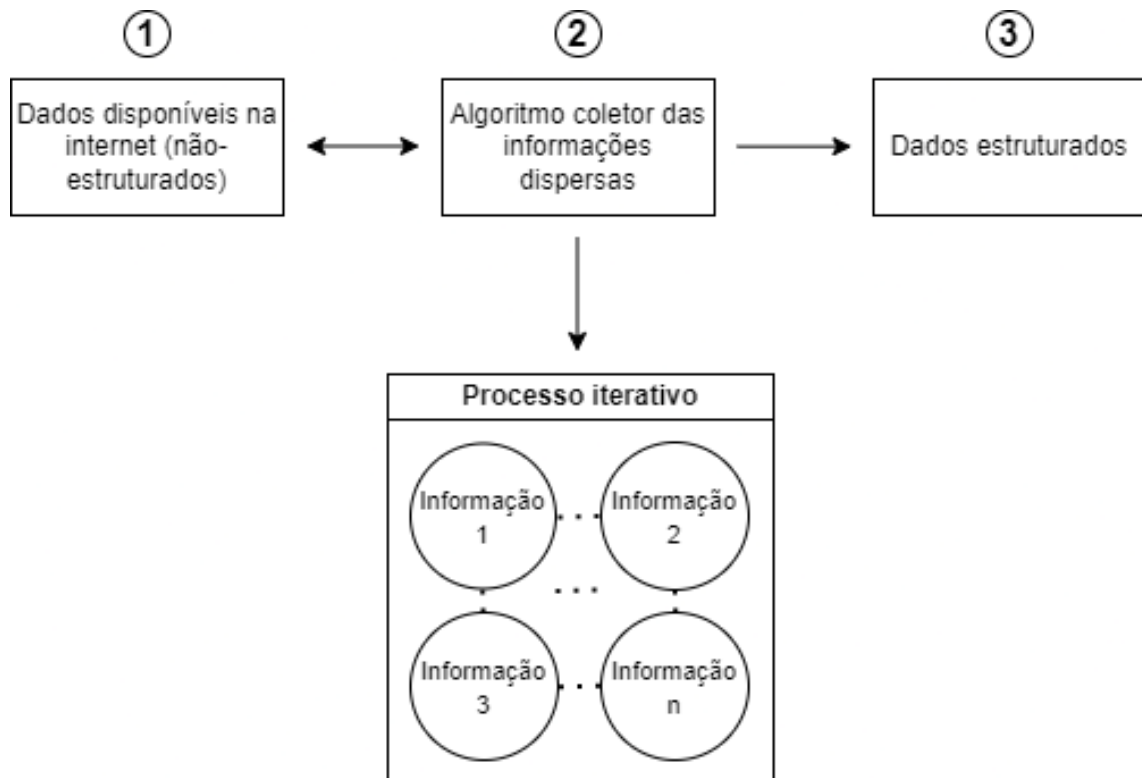 1
2
3
Dados disponíveis na
internet (não-
estruturados)
Algoritmo coletor das
informações
dispersas
Dados estruturados
Processo iterativo
Informação
1
. . .
Informação
2
. . .
Informação
3
. . .
Informação
n